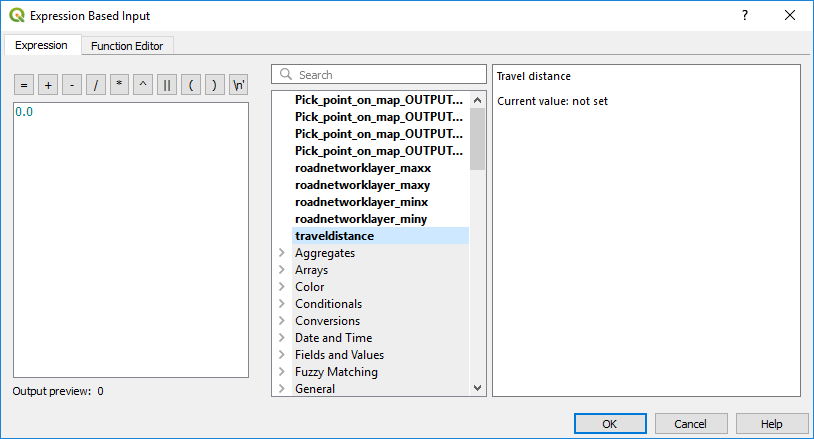 Expression Based Input
?
Expression
Function Editor
= + - / * ^ || ( ) '\n'
0.0
Output preview: 0
Search
Pick_point_on_map_OUTPUT...
Pick_point_on_map_OUTPUT...
Pick_point_on_map_OUTPUT...
Pick_point_on_map_OUTPUT...
roadnetworklayer_maxx
roadnetworklayer_maxy
roadnetworklayer_minx
roadnetworklayer_miny
traveldistance
Aggregates
Arrays
Color
Conditionals
Conversions
Date and Time
Fields and Values
Fuzzy Matching
General
Travel distance
Current value: not set
OK
Cancel
Help